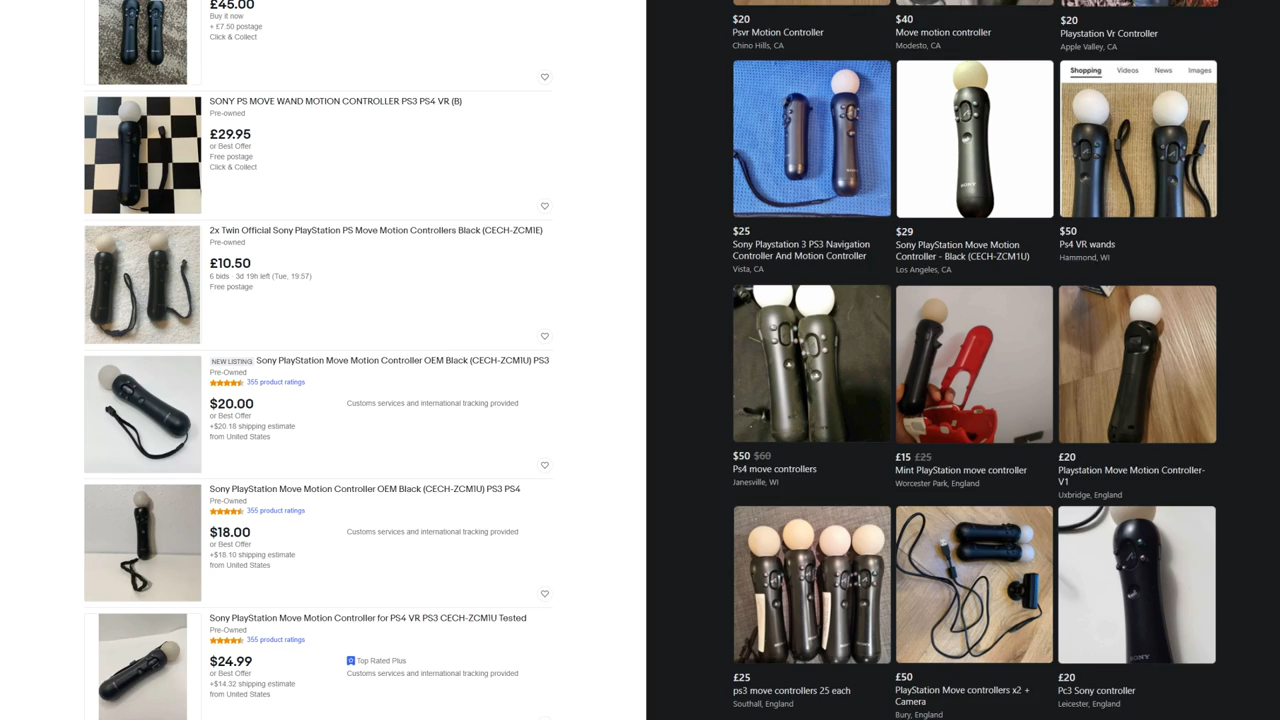 £45.00
Buy it now
+ £7.50 postage
Click & Collect
SONY PS MOVE WAND MOTION CONTROLLER PS3 PS4 VR (B)
Pre-owned
£29.95
or Best Offer
Free postage
Click & Collect
2x Twin Official Sony PlayStation PS Move Motion Controllers Black (CECH-ZCM1E)
Pre-owned
£10.50
6 bids · 3d 19h left (Tue, 19:57)
Free postage
NEW LISTING Sony PlayStation Move Motion Controller OEM Black (CECH-ZCM1U) PS3
Pre-Owned
355 product ratings
$20.00
or Best Offer
+$20.18 shipping estimate
from United States
Customs services and international tracking provided
Sony PlayStation Move Motion Controller OEM Black (CECH-ZCM1U) PS3 PS4
Pre-Owned
355 product ratings
$18.00
or Best Offer
+$18.10 shipping estimate
from United States
Customs services and international tracking provided
Sony PlayStation Move Motion Controller for PS4 VR PS3 CECH-ZCM1U Tested
Pre-Owned
355 product ratings
$24.99
or Best Offer
+$14.32 shipping estimate
from United States
Top Rated Plus
Customs services and international tracking provided
$20
Psvr Motion Controller
Chino Hills, CA
$40
Move motion controller
Modesto, CA
$20
Playstation Vr Controller
Apple Valley, CA
SONY
Shopping Videos News Images
$25
Sony Playstation 3 PS3 Navigation
Controller And Motion Controller
Vista, CA
$29
Sony PlayStation Move Motion
Controller - Black (CECH-ZCM1U)
Los Angeles, CA
$50
Ps4 VR wands
Hammond, WI
$50 $60
Ps4 move controllers
Janesville, WI
£15 £25
Mint PlayStation move controller
Worcester Park, England
£20
Playstation Move Motion Controller-
V1
Uxbridge, England
SONY
£25
ps3 move controllers 25 each
Southall, England
£50
PlayStation Move controllers x2 +
Camera
Bury, England
£20
Pc3 Sony controller
Leicester, England